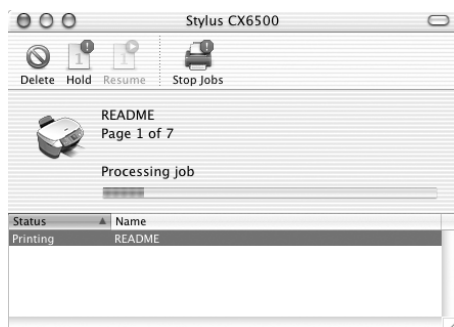 Stylus CX6500
Delete Hold Resume Stop Jobs
README
Page 1 of 7
Processing job
Status Name
Printing README